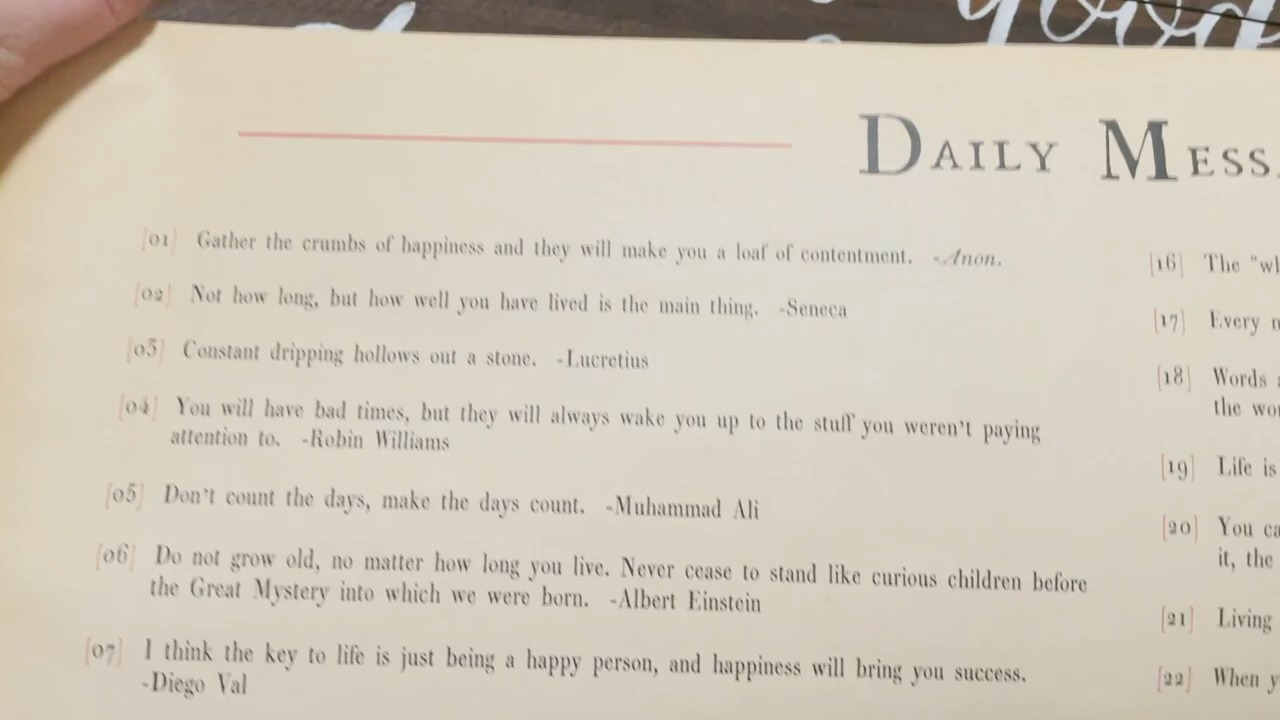 good
DAILY MESS
[01] Gather the crumbs of happiness and they will make you a loaf of contentment. -Anon.
[02] Not how long, but how well you have lived is the main thing. -Seneca
[03] Constant dripping hollows out a stone. -Lucretius
[04] You will have bad times, but they will always wake you up to the stuff you weren't paying
attention to. -Robin Williams
[05] Don't count the days, make the days count. -Muhammad Ali
[06] Do not grow old, no matter how long you live. Never cease to stand like curious children before
the Great Mystery into which we were born. -Albert Einstein
[07] I think the key to life is just being a happy person, and happiness will bring you success.
-Diego Val
[16] The "wh
[17] Every
[18] Words
the wo
[19] Life is
[20] You ca
it, the
[21] Living
[22] When y